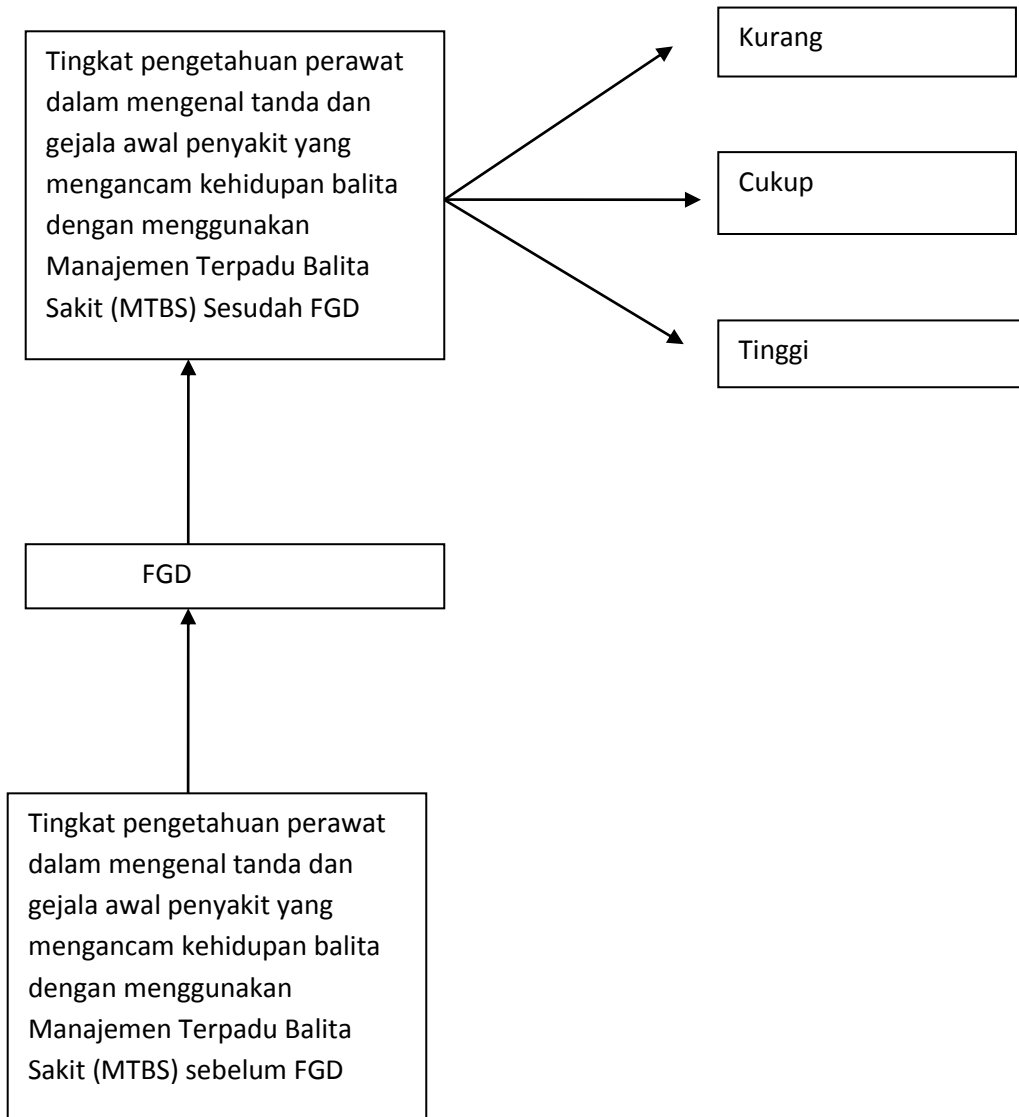 Tingkat pengetahuan perawat
dalam mengenal tanda dan
gejala awal penyakit yang
mengancam kehidupan balita
dengan menggunakan
Manajemen Terpadu Balita
Sakit (MTBS) Sesudah FGD
Kurang
Cukup
Tinggi
FGD
Tingkat pengetahuan perawat
dalam mengenal tanda dan
gejala awal penyakit yang
mengancam kehidupan balita
dengan menggunakan
Manajemen Terpadu Balita
Sakit (MTBS) sebelum FGD